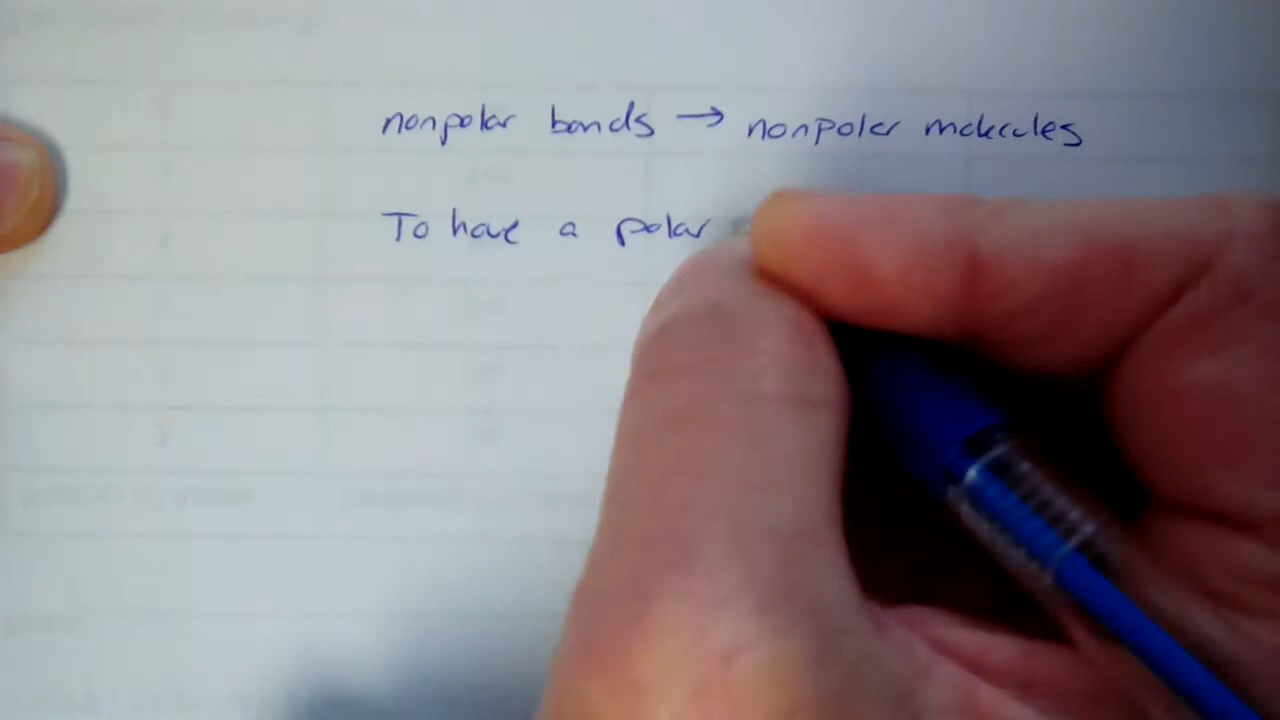 nonpolar bonds → nonpolar molecules
To have a polar